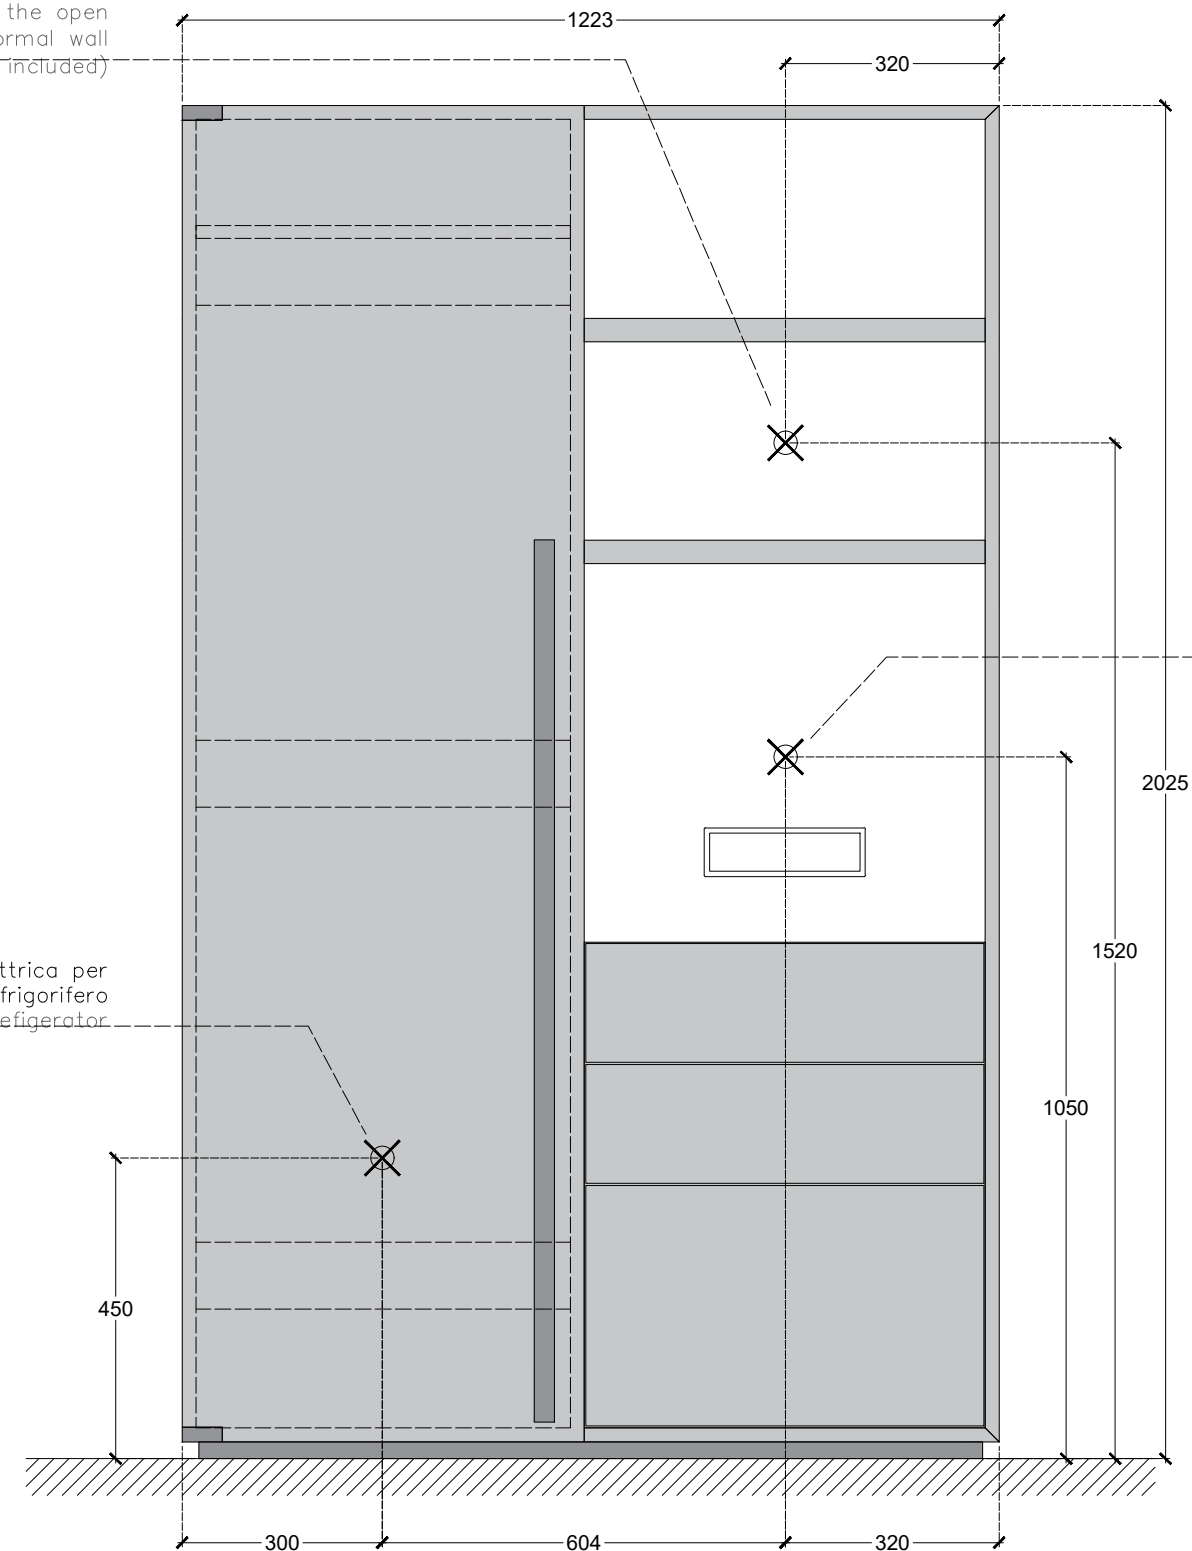 the open
ormal wall
included)
1223
320
2025
1520
1050
ttrica per
frigorifero
efigerator
450
300
604
320